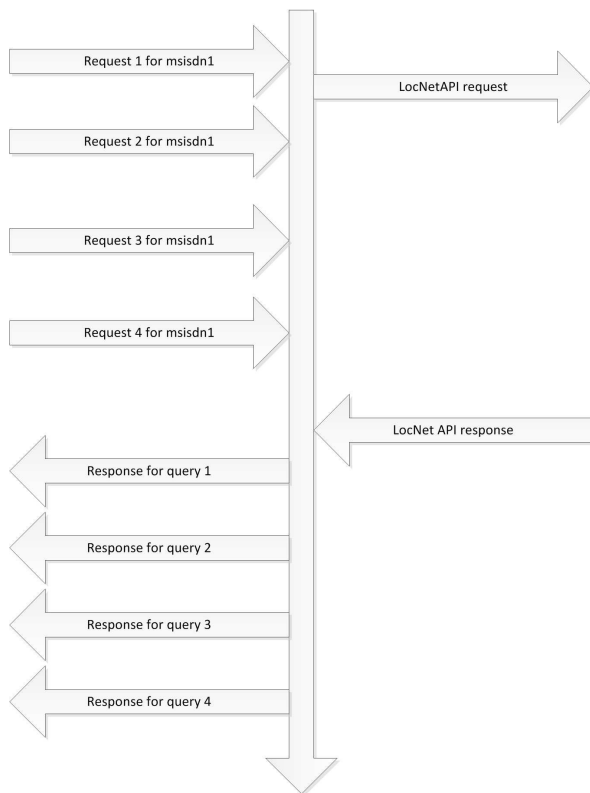 Request 1 for msisdn1
LocNetAPI request
Request 2 for msisdn1
Request 3 for msisdn1
Request 4 for msisdn1
LocNet API response
Response for query 1
Response for query 2
Response for query 3
Response for query 4